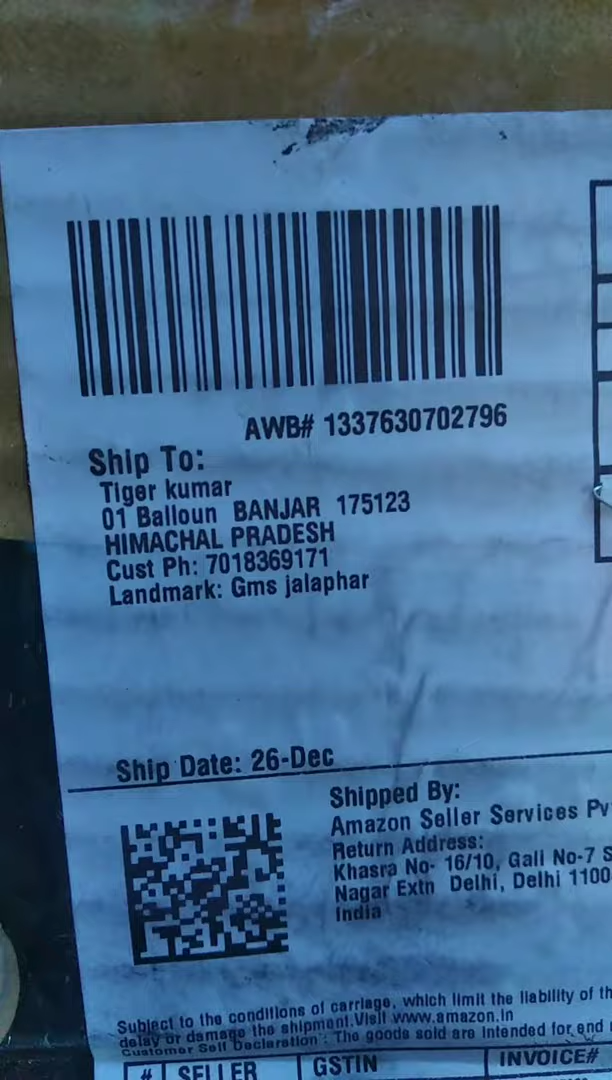 AWB# 1337630702796
Ship To:
Tiger kumar
01 Balloun BANJAR 175123
HIMACHAL PRADESH
Cust Ph: 7018369171
Landmark: Gms jalaphar
Ship Date: 26-Dec
Shipped By:
Amazon Seller Services Pv
Return Address:
Khasra No- 16/10, Gali No-7 S
Nagar Extn Delhi, Delhi 1100
India
Subject to the conditions of carriage, which limit the liability of th
delay or damage the shipment.Visit www.amazon.in
Customer Self Declaration : The goods sold are intended for end
# SELLER GSTIN INVOICE#